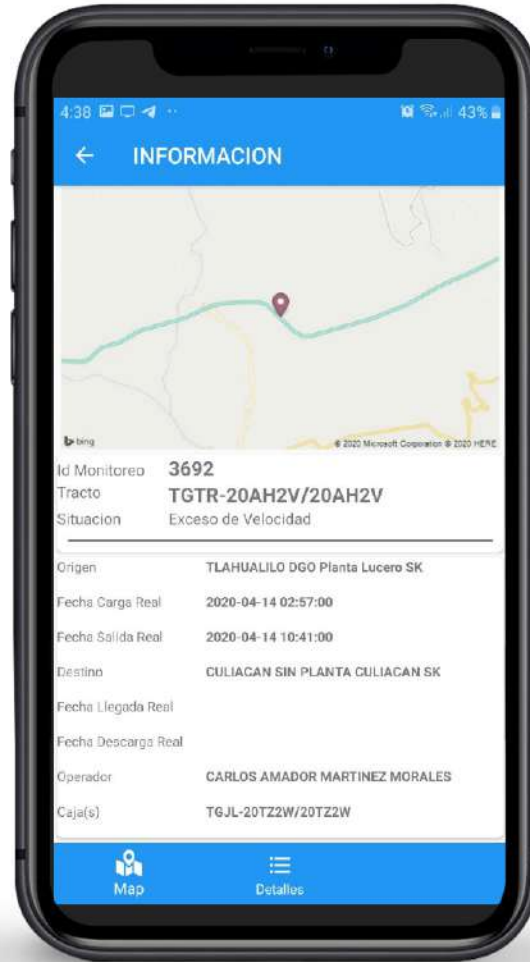 4:38
43%
INFORMACION
bing
© 2020 Microsoft Corporation © 2020 HERE
Id Monitoreo 3692
Tracto TGTR-20AH2V/20AH2V
Situacion Exceso de Velocidad
Origen TLAHUALILO DGO Planta Lucero SK
Fecha Carga Real 2020-04-14 02:57:00
Fecha Salida Real 2020-04-14 10:41:00
Destino CULIACAN SIN PLANTA CULIACAN SK
Fecha Llegada Real
Fecha Descarga Real
Operador CARLOS AMADOR MARTINEZ MORALES
Caja(s) TGJL-20TZ2W/20TZ2W
Map
Detalles